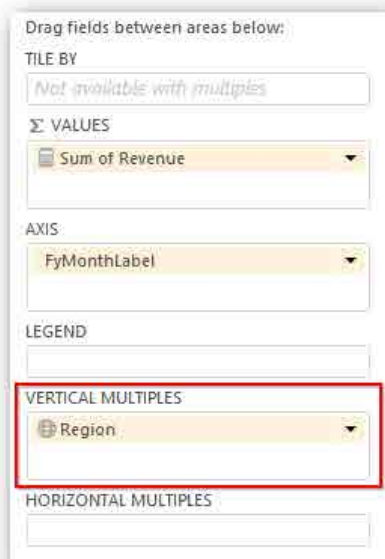 Drag fields between areas below:
TILE BY
Not available with multiples
Σ VALUES
Sum of Revenue
AXIS
FyMonthLabel
LEGEND
VERTICAL MULTIPLES
Region
HORIZONTAL MULTIPLES